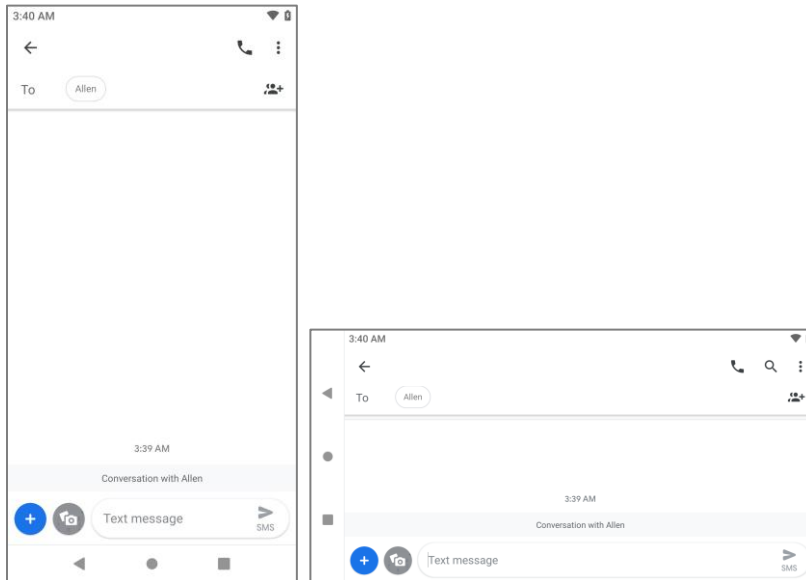 3:40 AM
To Allen
3:39 AM
Conversation with Allen
Text message
SMS
3:40 AM
To Allen
3:39 AM
Conversation with Allen
Text message
SMS